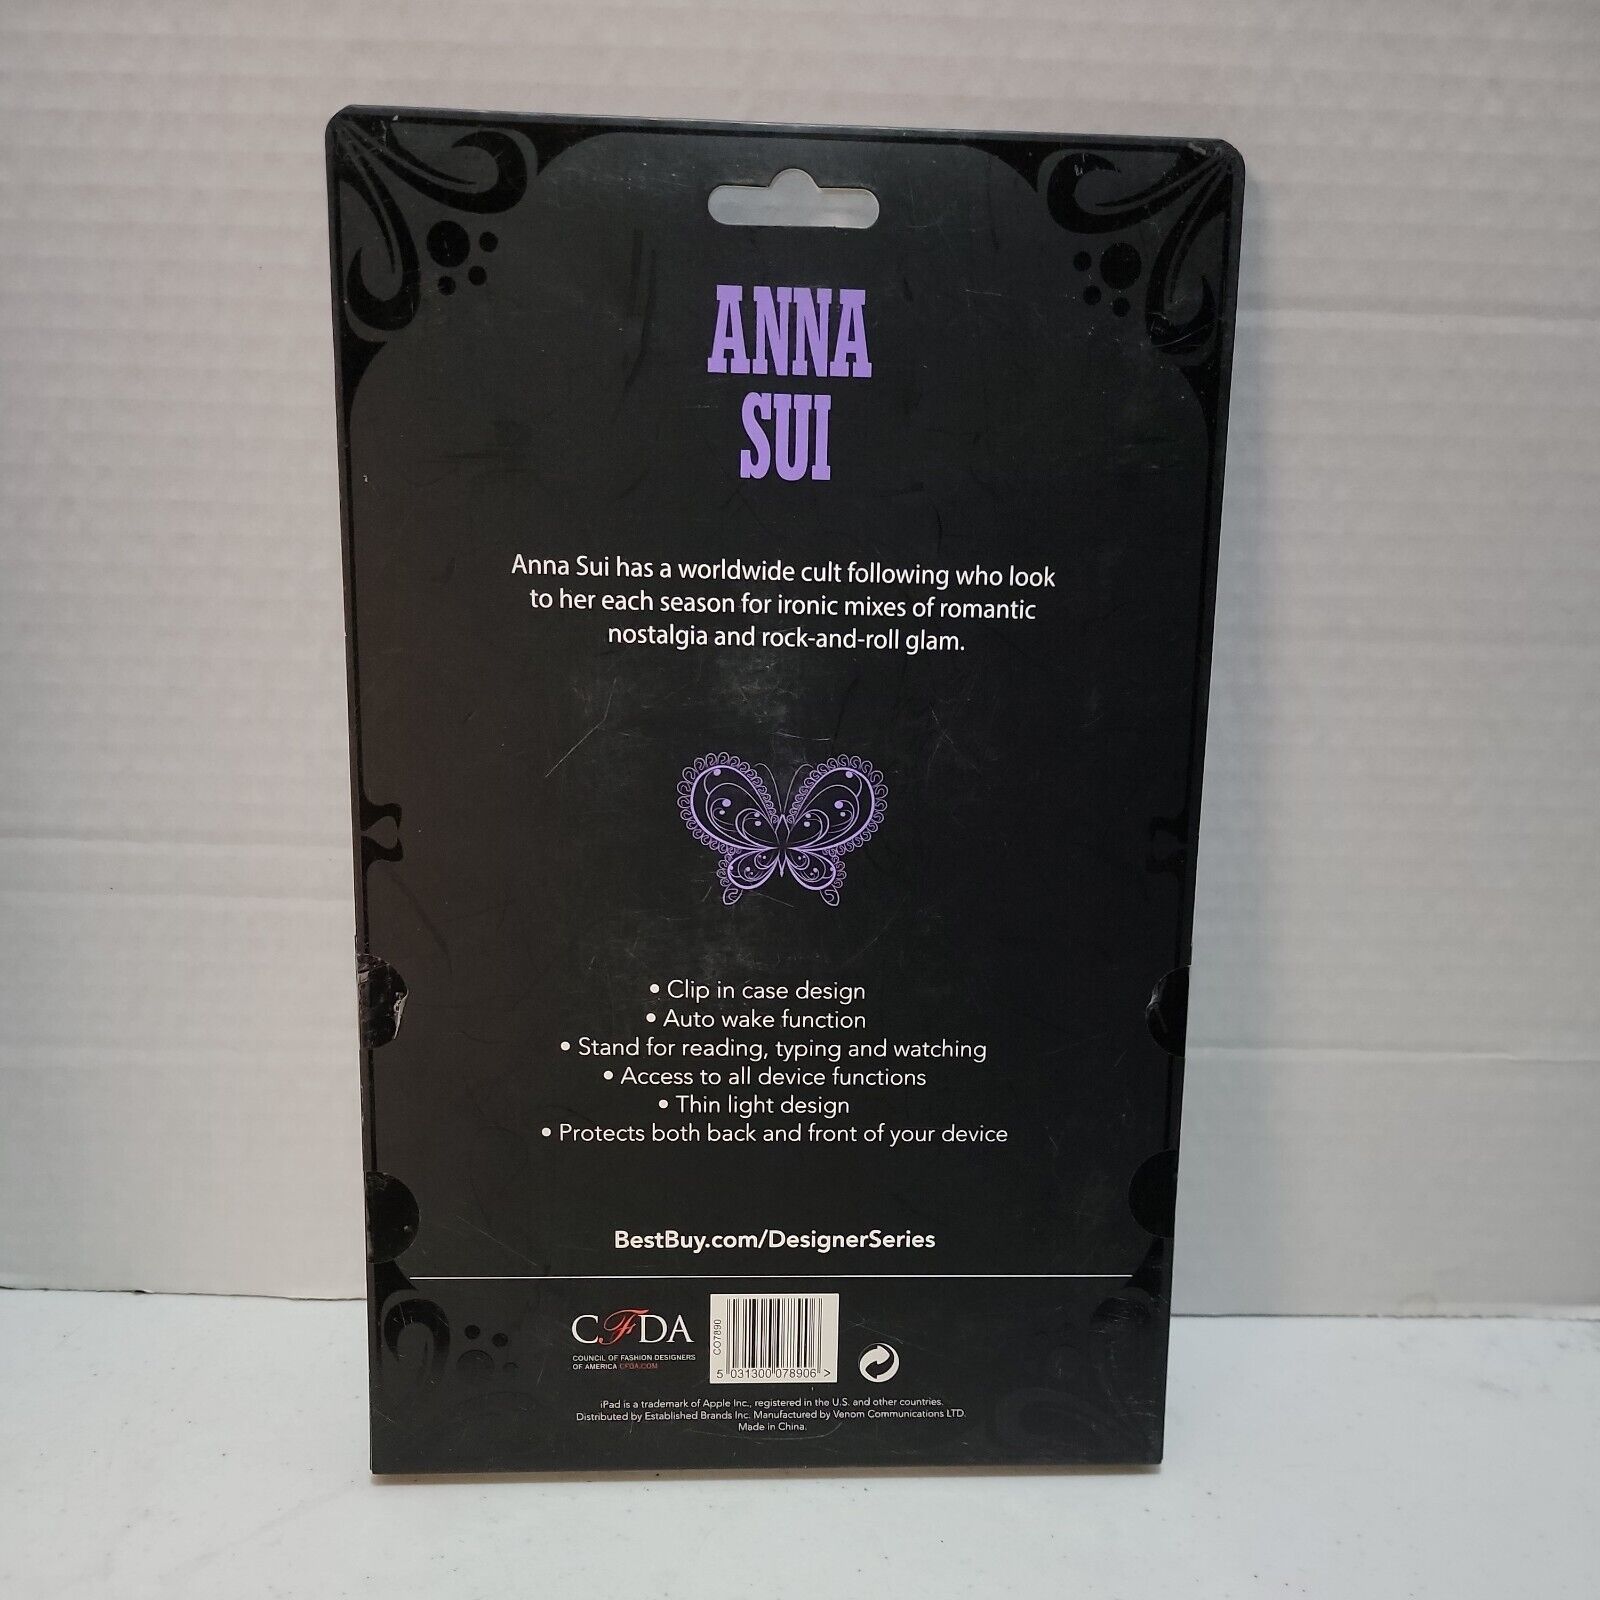 ANNA
SUI
Anna Sui has a worldwide cult following who look
to her each season for ironic mixes of romantic
nostalgia and rock-and-roll glam.
• Clip in case design
• Auto wake function
• Stand for reading, typing and watching
• Access to all device functions
• Thin light design
• Protects both back and front of your device
BestBuy.com/DesignerSeries
CFDA
COUNCIL OF FASHION DESIGNERS
OF AMERICA CFDA.COM
CO7890
5 031300 078906 >
iPad is a trademark of Apple Inc., registered in the U.S. and other countries.
Distributed by Established Brands Inc. Manufactured by Venom Communications LTD.
Made in China.